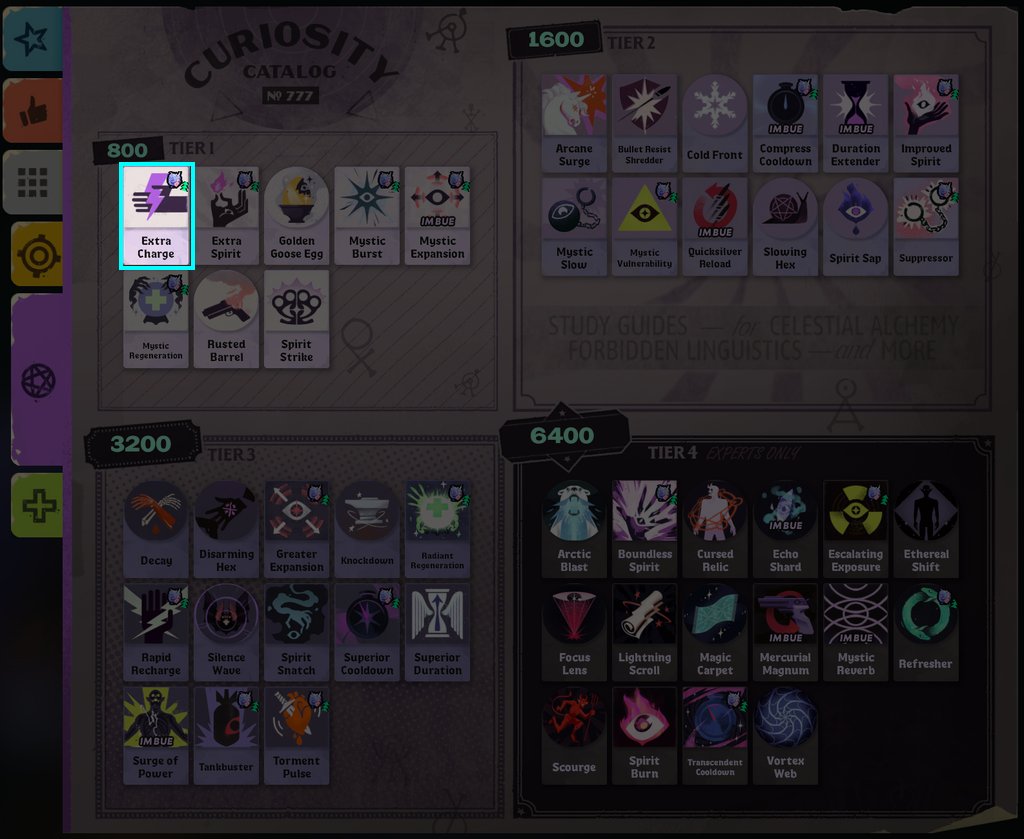 CURIOSITY
CATALOG
Nº 777
800 TIER 1
Extra Charge
Extra Spirit
Golden Goose Egg
Mystic Burst
IMBUE
Mystic Expansion
Mystic Regeneration
Rusted Barrel
Spirit Strike
1600 TIER 2
Arcane Surge
Bullet Resist Shredder
Cold Front
IMBUE
Compress Cooldown
IMBUE
Duration Extender
Improved Spirit
Mystic Slow
Mystic Vulnerability
IMBUE
Quicksilver Reload
Slowing Hex
Spirit Sap
Suppressor
STUDY GUIDES — for CELESTIAL ALCHEMY
FORBIDDEN LINGUISTICS — and MORE
3200 TIER 3
Decay
Disarming Hex
Greater Expansion
Knockdown
Radiant Regeneration
Rapid Recharge
Silence Wave
Spirit Snatch
Superior Cooldown
Superior Duration
IMBUE
Surge of Power
Tankbuster
Torment Pulse
6400 TIER 4 EXPERTS ONLY
Arctic Blast
Boundless Spirit
Cursed Relic
IMBUE
Echo Shard
Escalating Exposure
Ethereal Shift
Focus Lens
Lightning Scroll
Magic Carpet
IMBUE
Mercurial Magnum
IMBUE
Mystic Reverb
Refresher
Scourge
Spirit Burn
Transcendent Cooldown
Vortex Web